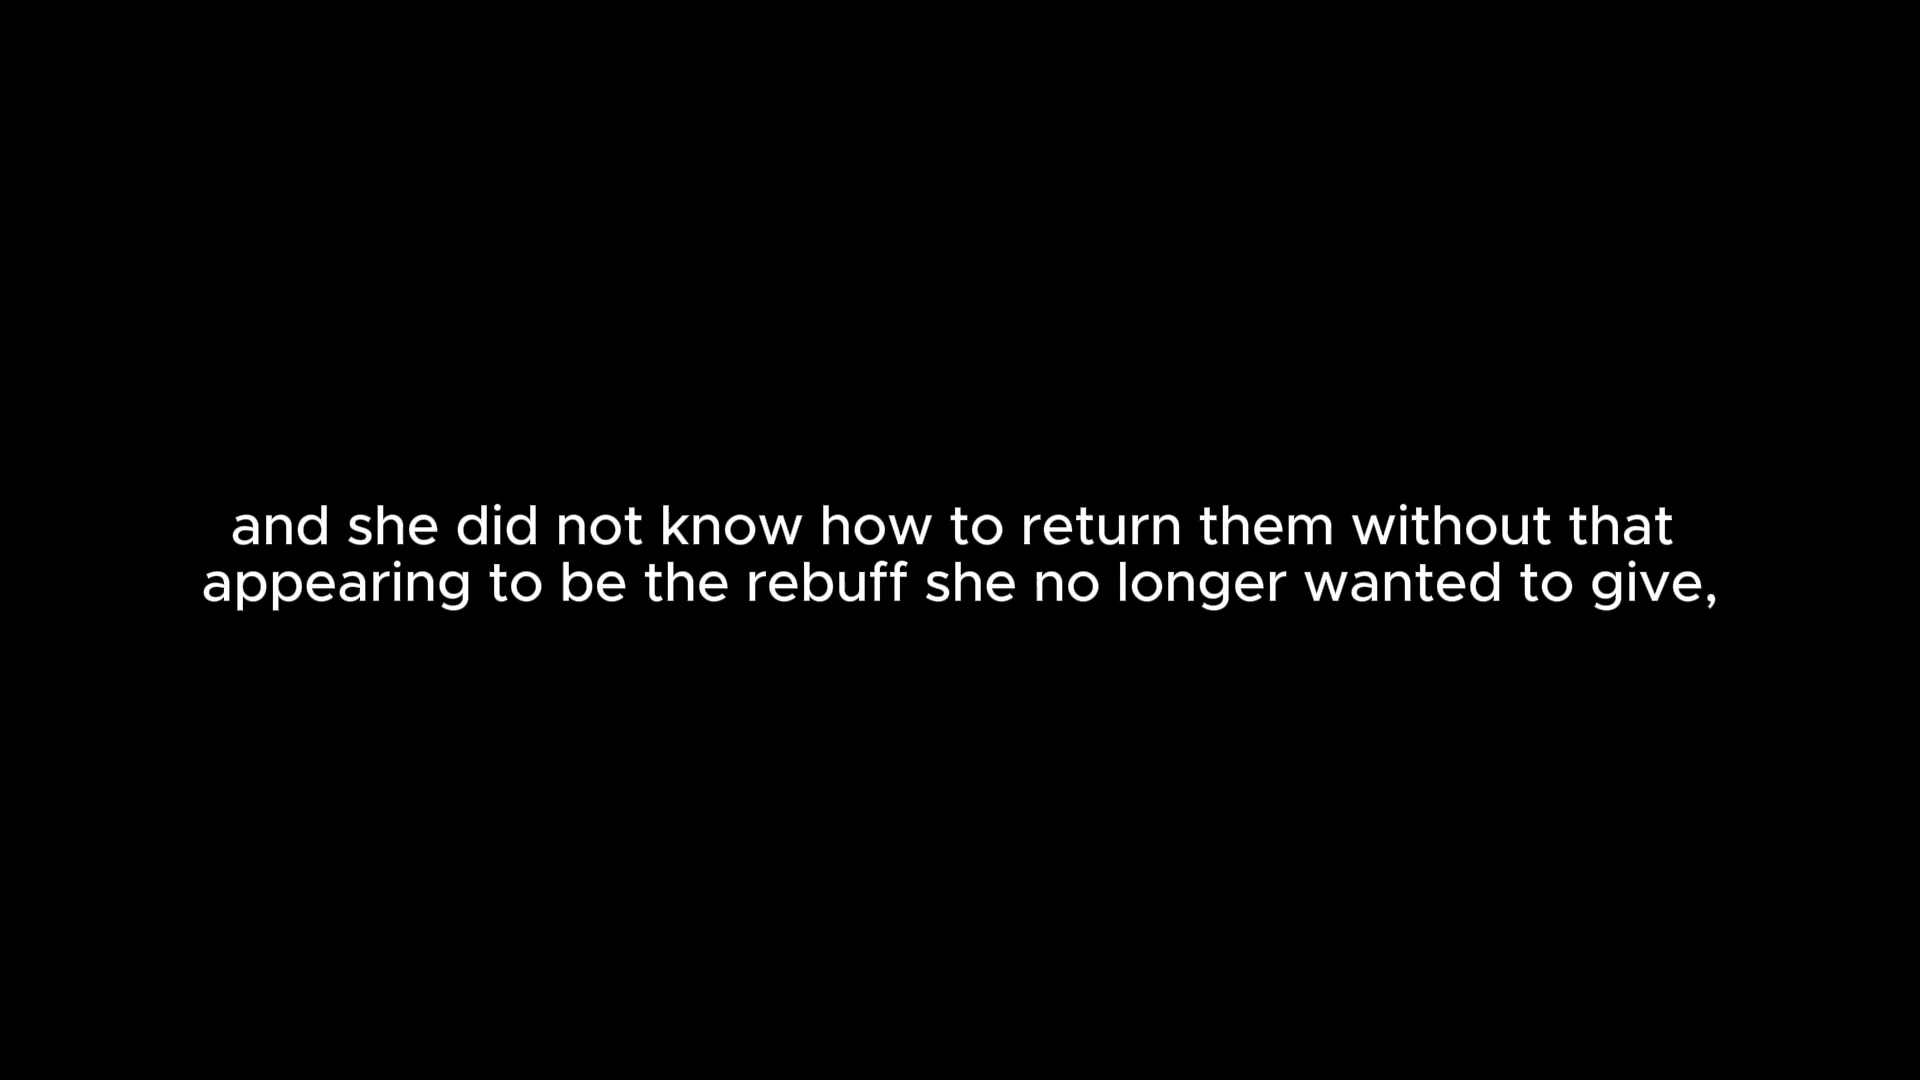 and she did not know how to return them without that
appearing to be the rebuff she no longer wanted to give,